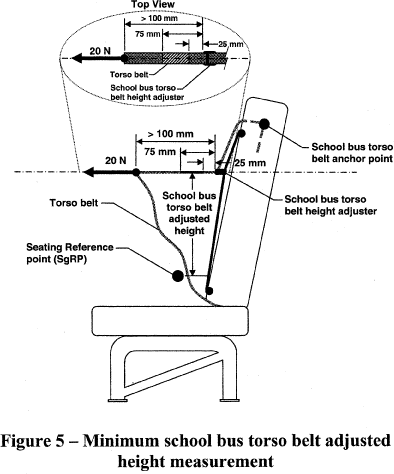 Top View
> 100 mm
75 mm
25 mm
20 N
Torso belt
School bus torso
belt height adjuster
> 100 mm
20 N
75 mm
25 mm
School bus torso
belt anchor point
School bus
torso belt
adjusted
height
School bus torso
belt height adjuster
Torso belt
Seating Reference
point (SgRP)
Figure 5 – Minimum school bus torso belt adjusted
height measurement